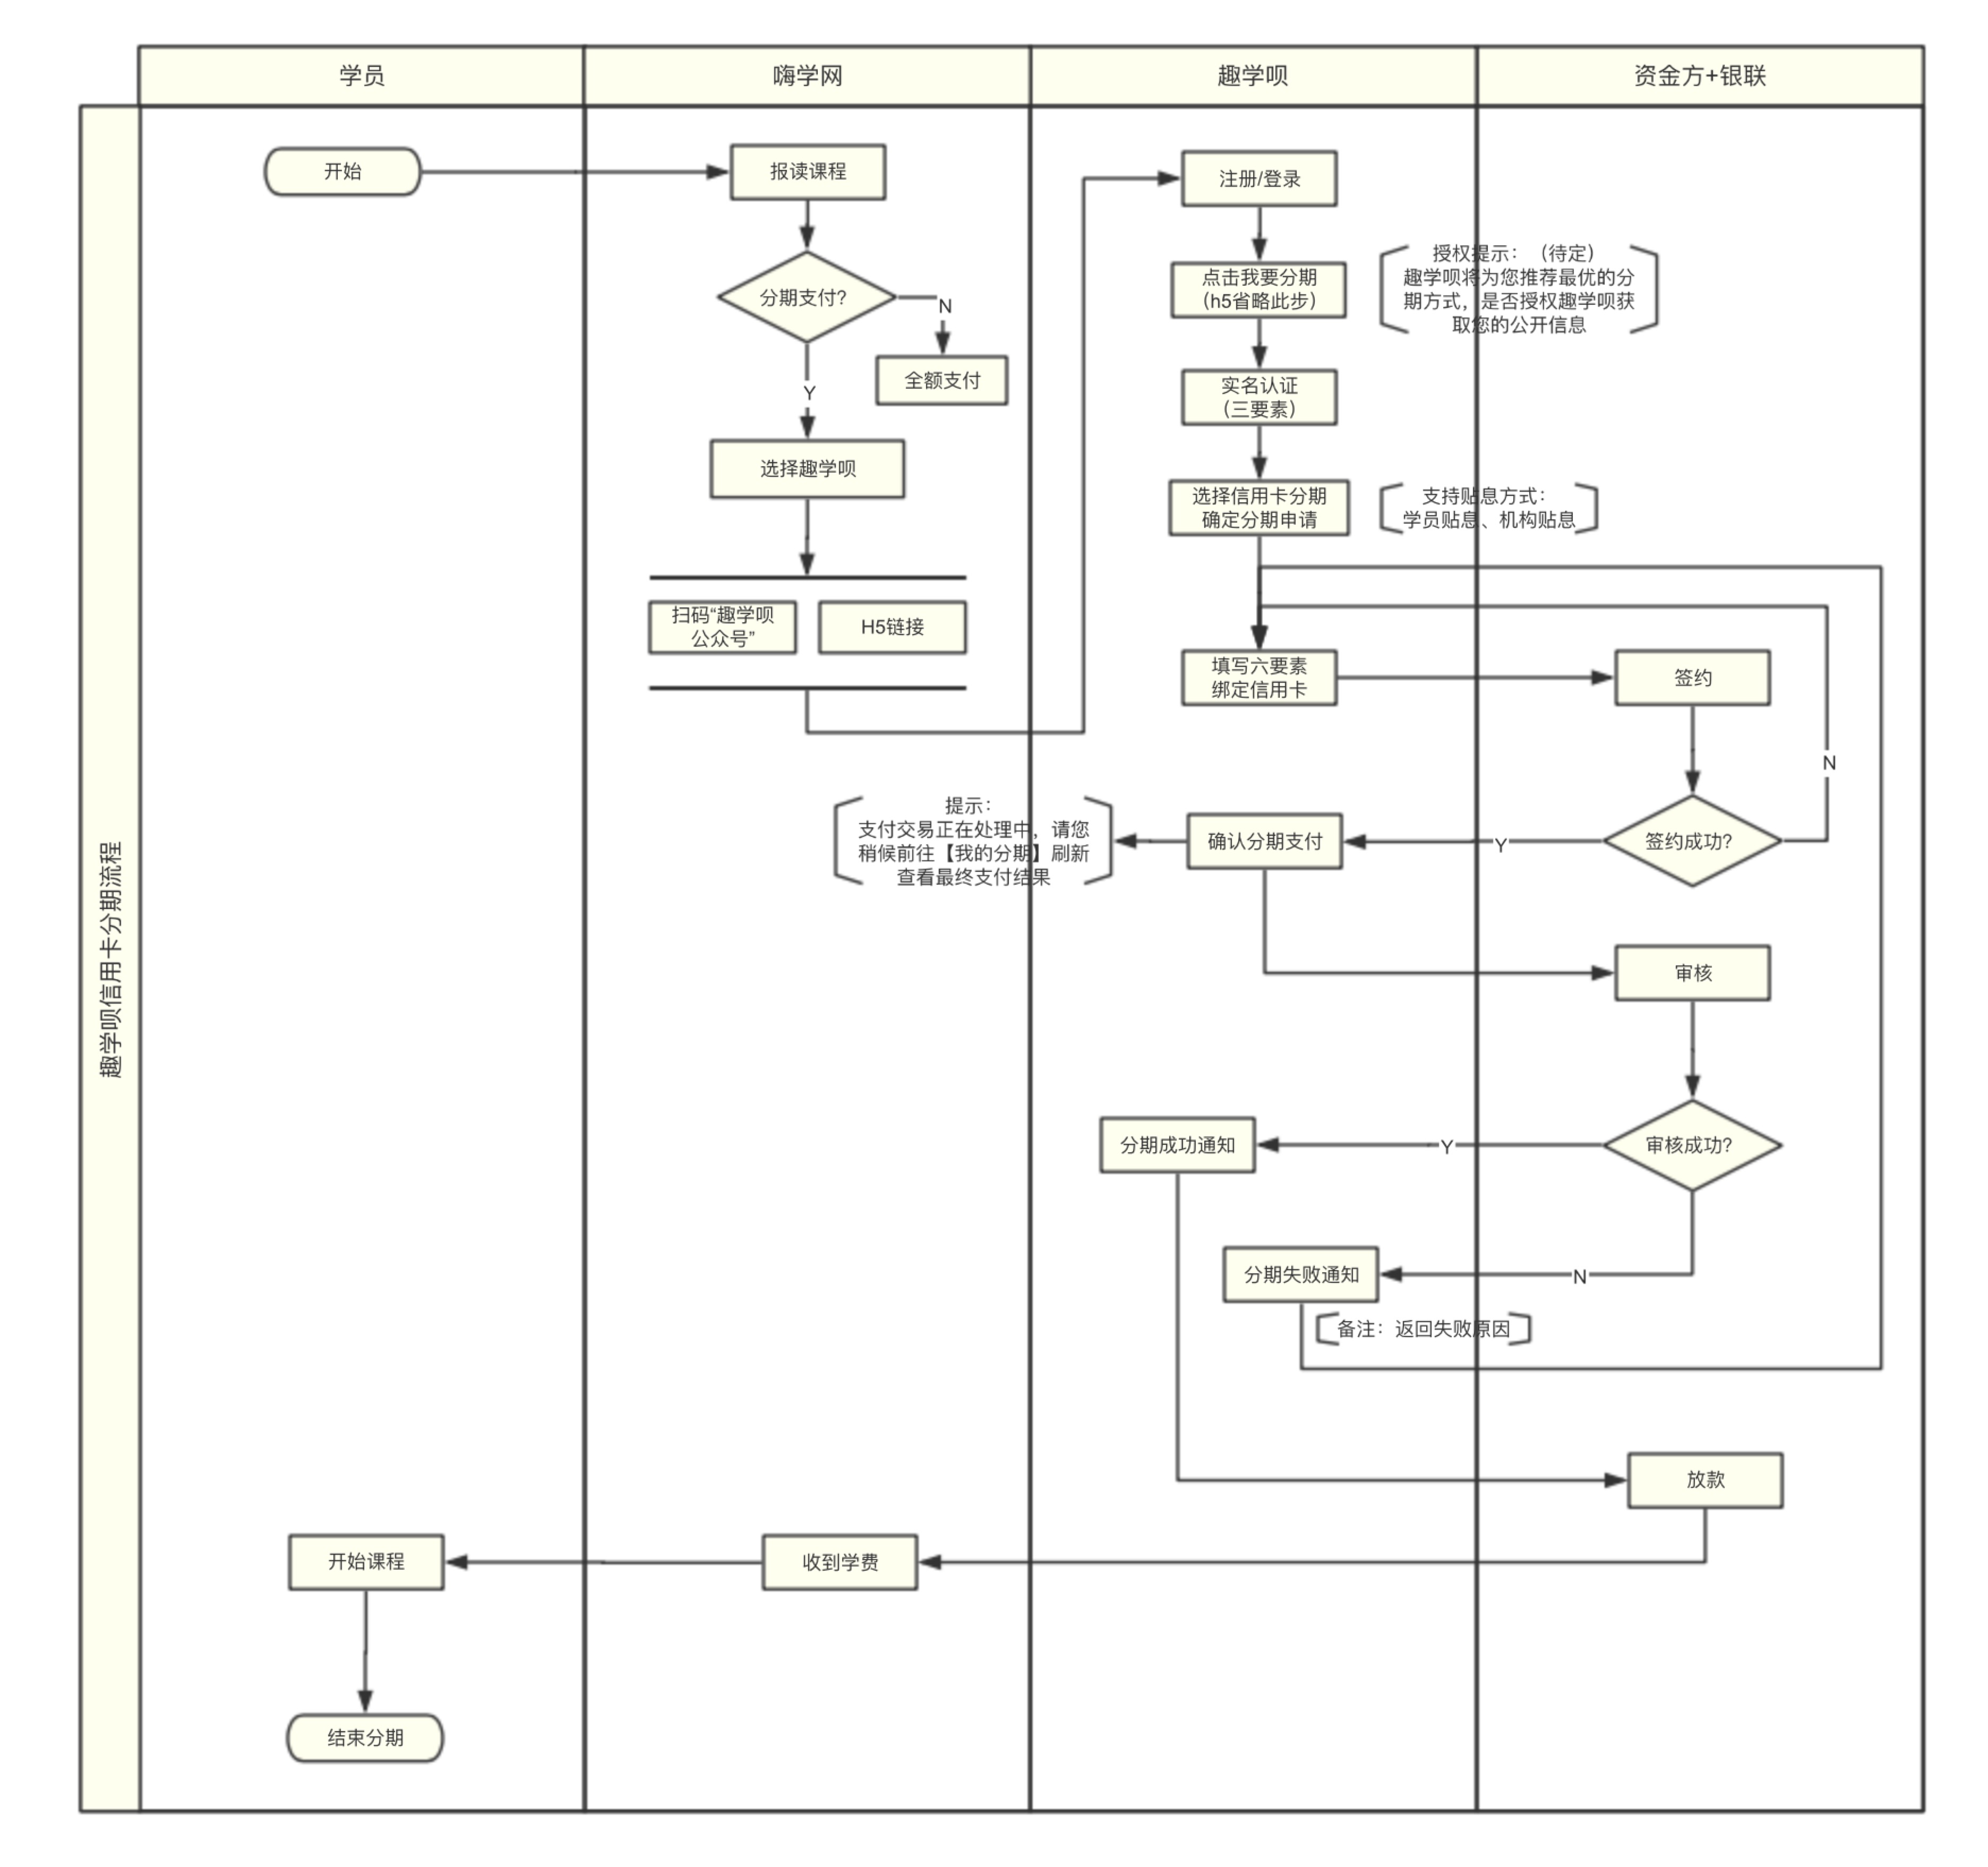 学员
嗨学网
趣学呗
资金方+银联
趣学呗信用卡分期流程
开始
报读课程
分期支付?
N
全额支付
Y
选择趣学呗
扫码“趣学呗
公众号”
H5链接
注册/登录
点击我要分期
（h5省略此步）
授权提示：（待定）
趣学呗将为您推荐最优的分
期方式，是否授权趣学呗获
取您的公开信息
实名认证
（三要素）
选择信用卡分期
确定分期申请
支持贴息方式：
学员贴息、机构贴息
填写六要素
绑定信用卡
签约
N
签约成功?
Y
确认分期支付
提示：
支付交易正在处理中，请您
稍候前往【我的分期】刷新
查看最终支付结果
审核
审核成功?
Y
分期成功通知
N
分期失败通知
备注：返回失败原因
放款
收到学费
开始课程
结束分期